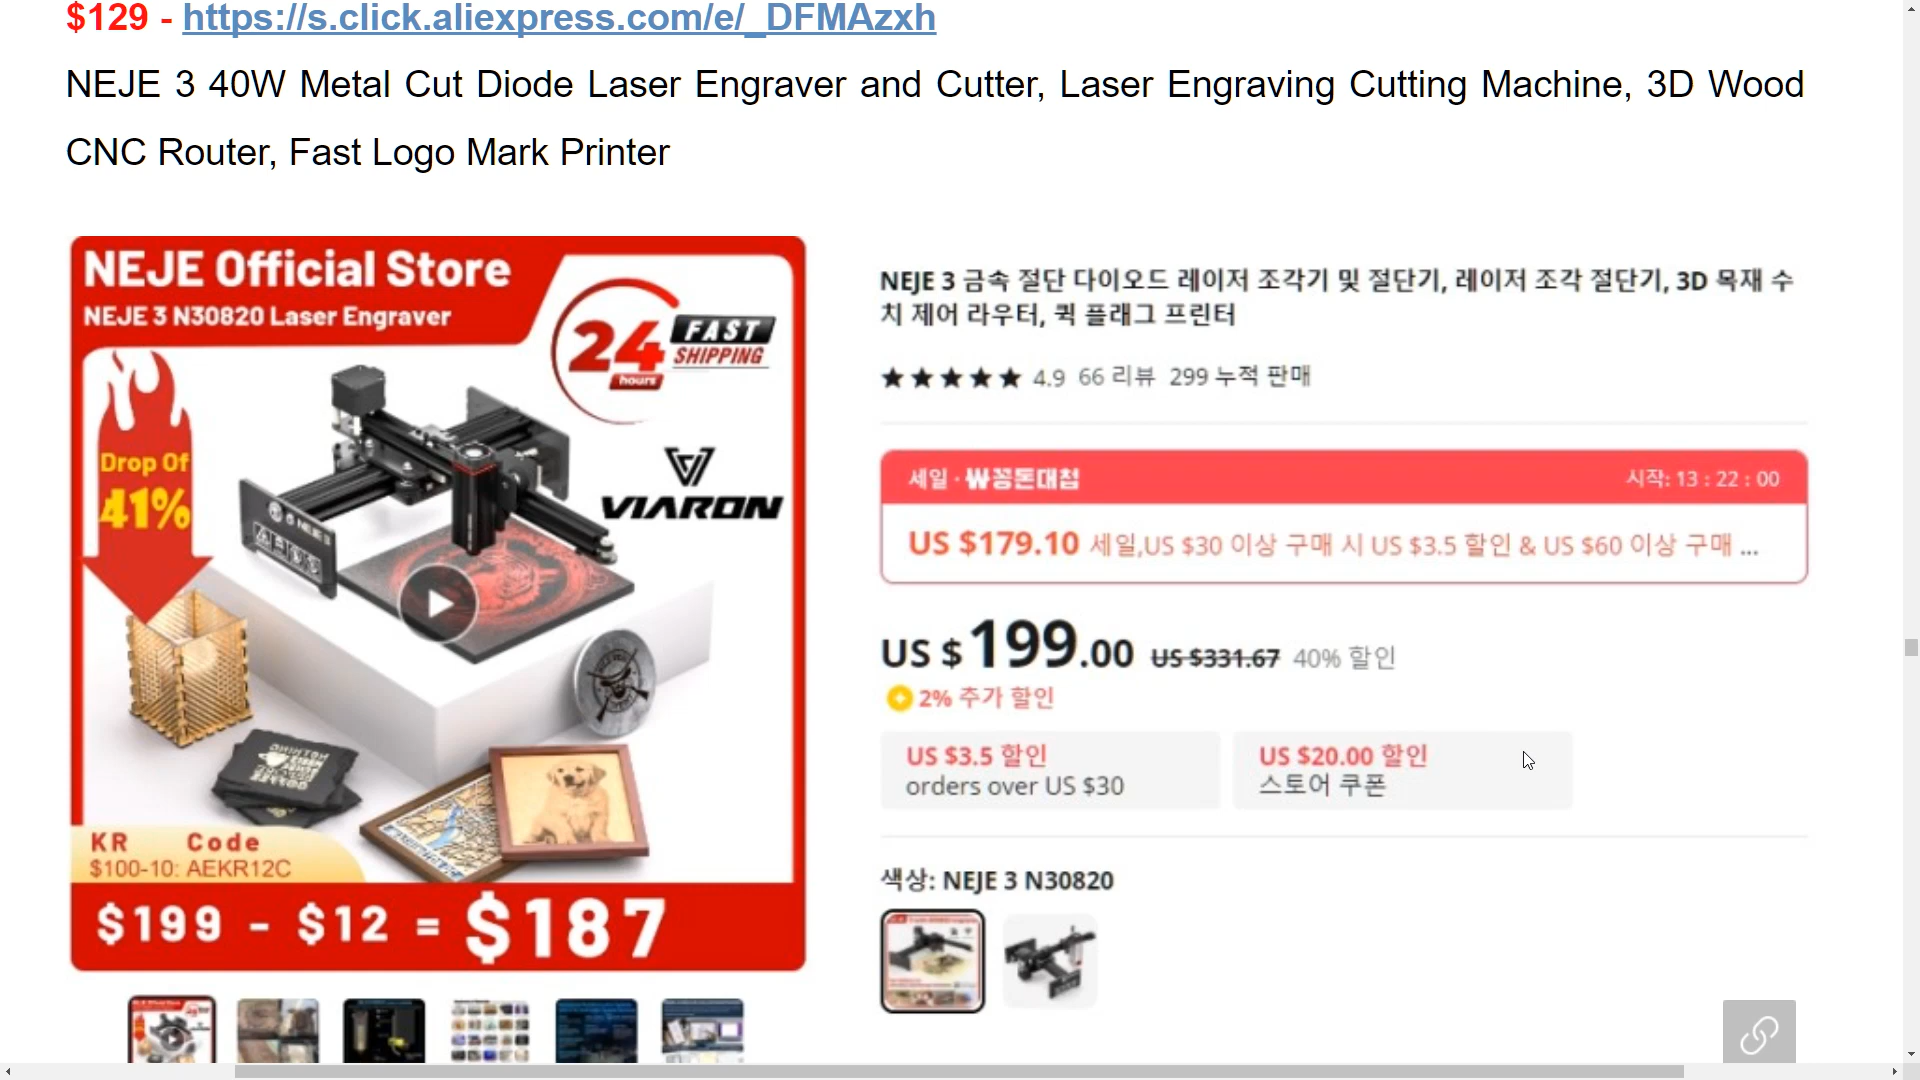 $129 - https://s.click.aliexpress.com/e/_DFMAzxh
NEJE 3 40W Metal Cut Diode Laser Engraver and Cutter, Laser Engraving Cutting Machine, 3D Wood
CNC Router, Fast Logo Mark Printer
NEJE Official Store
NEJE 3 N30820 Laser Engraver
24
hours
FAST
SHIPPING
Drop Of
41%
VIARON
NEJE 3
KR Code
$100-10: AEKR12C
$199 - $12 = $187
NEJE 3 금속 절단 다이오드 레이저 조각기 및 절단기, 레이저 조각 절단기, 3D 목재 수
치 제어 라우터, 퀵 플래그 프린터
4.9 66 리뷰 299 누적 판매
세일 · ₩꽁돈대첩
시작: 13 : 22 : 00
US $179.10 세일,US $30 이상 구매 시 US $3.5 할인 & US $60 이상 구매 ...
US $199.00 US $331.67 40% 할인
2% 추가 할인
US $3.5 할인
orders over US $30
US $20.00 할인
스토어 쿠폰
색상: NEJE 3 N30820